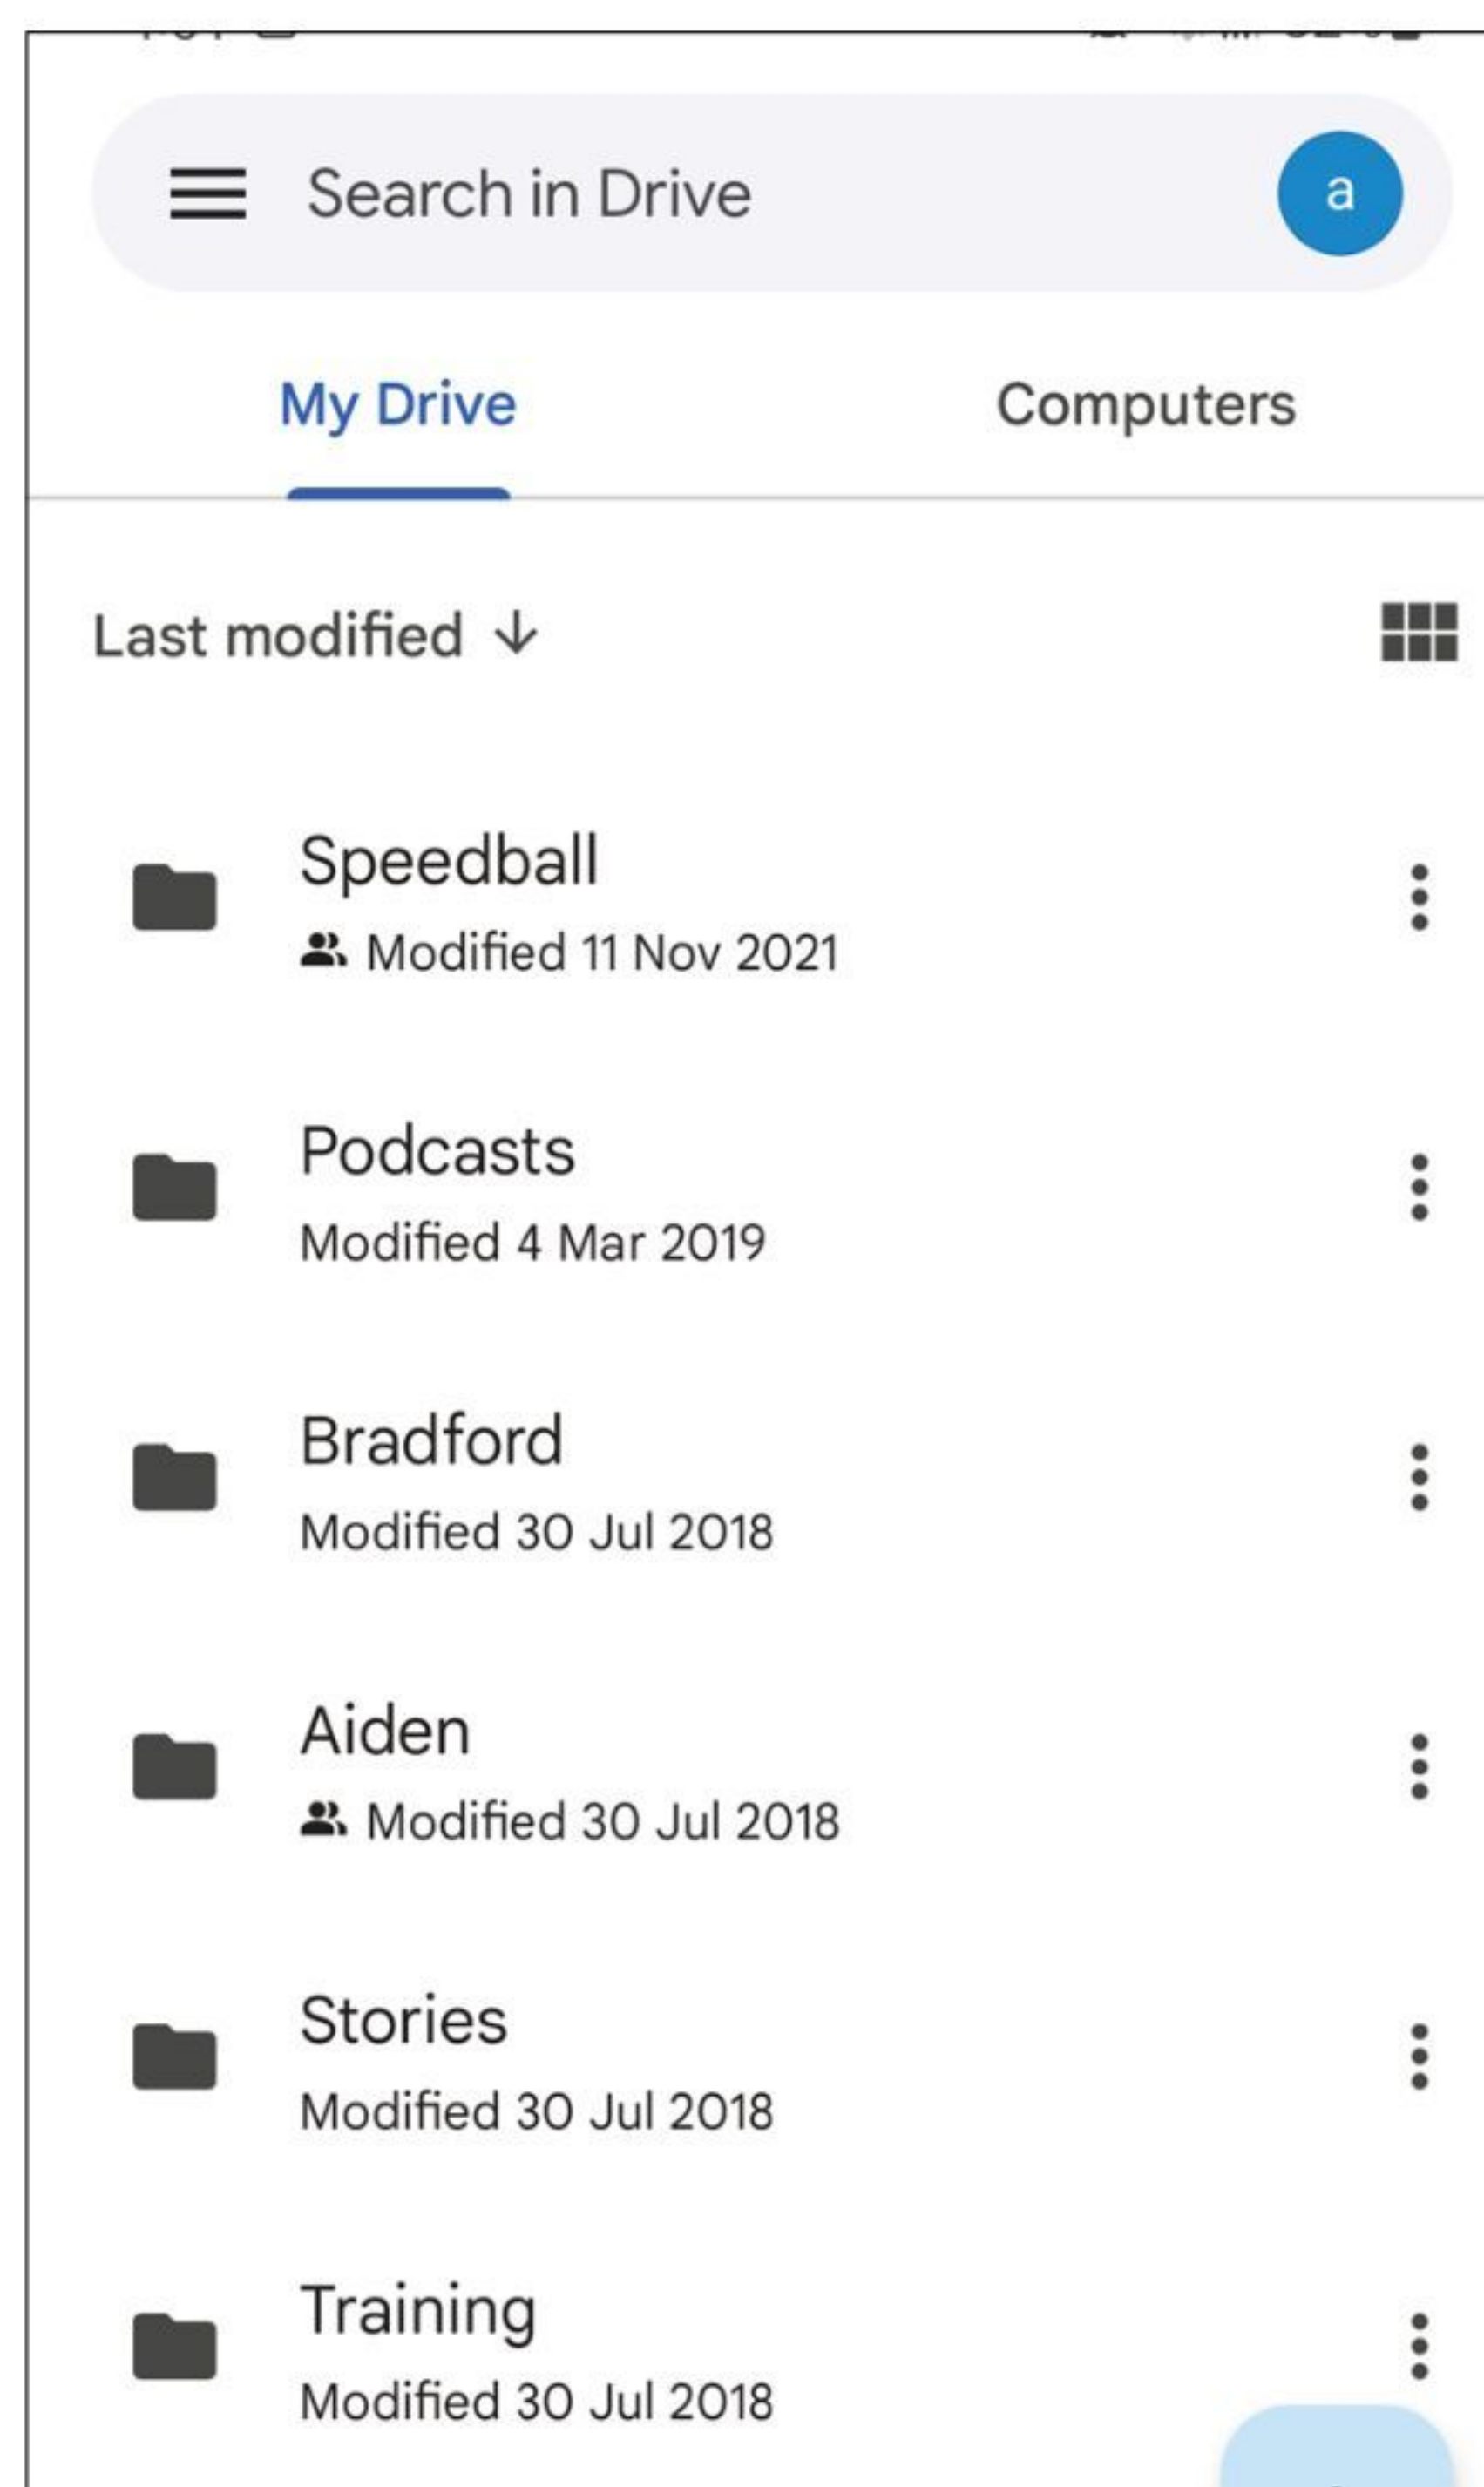 Search in Drive
a
My Drive
Computers
Last modified
Speedball
Modified 11 Nov 2021
Podcasts
Modified 4 Mar 2019
Bradford
Modified 30 Jul 2018
Aiden
Modified 30 Jul 2018
Stories
Modified 30 Jul 2018
Training
Modified 30 Jul 2018